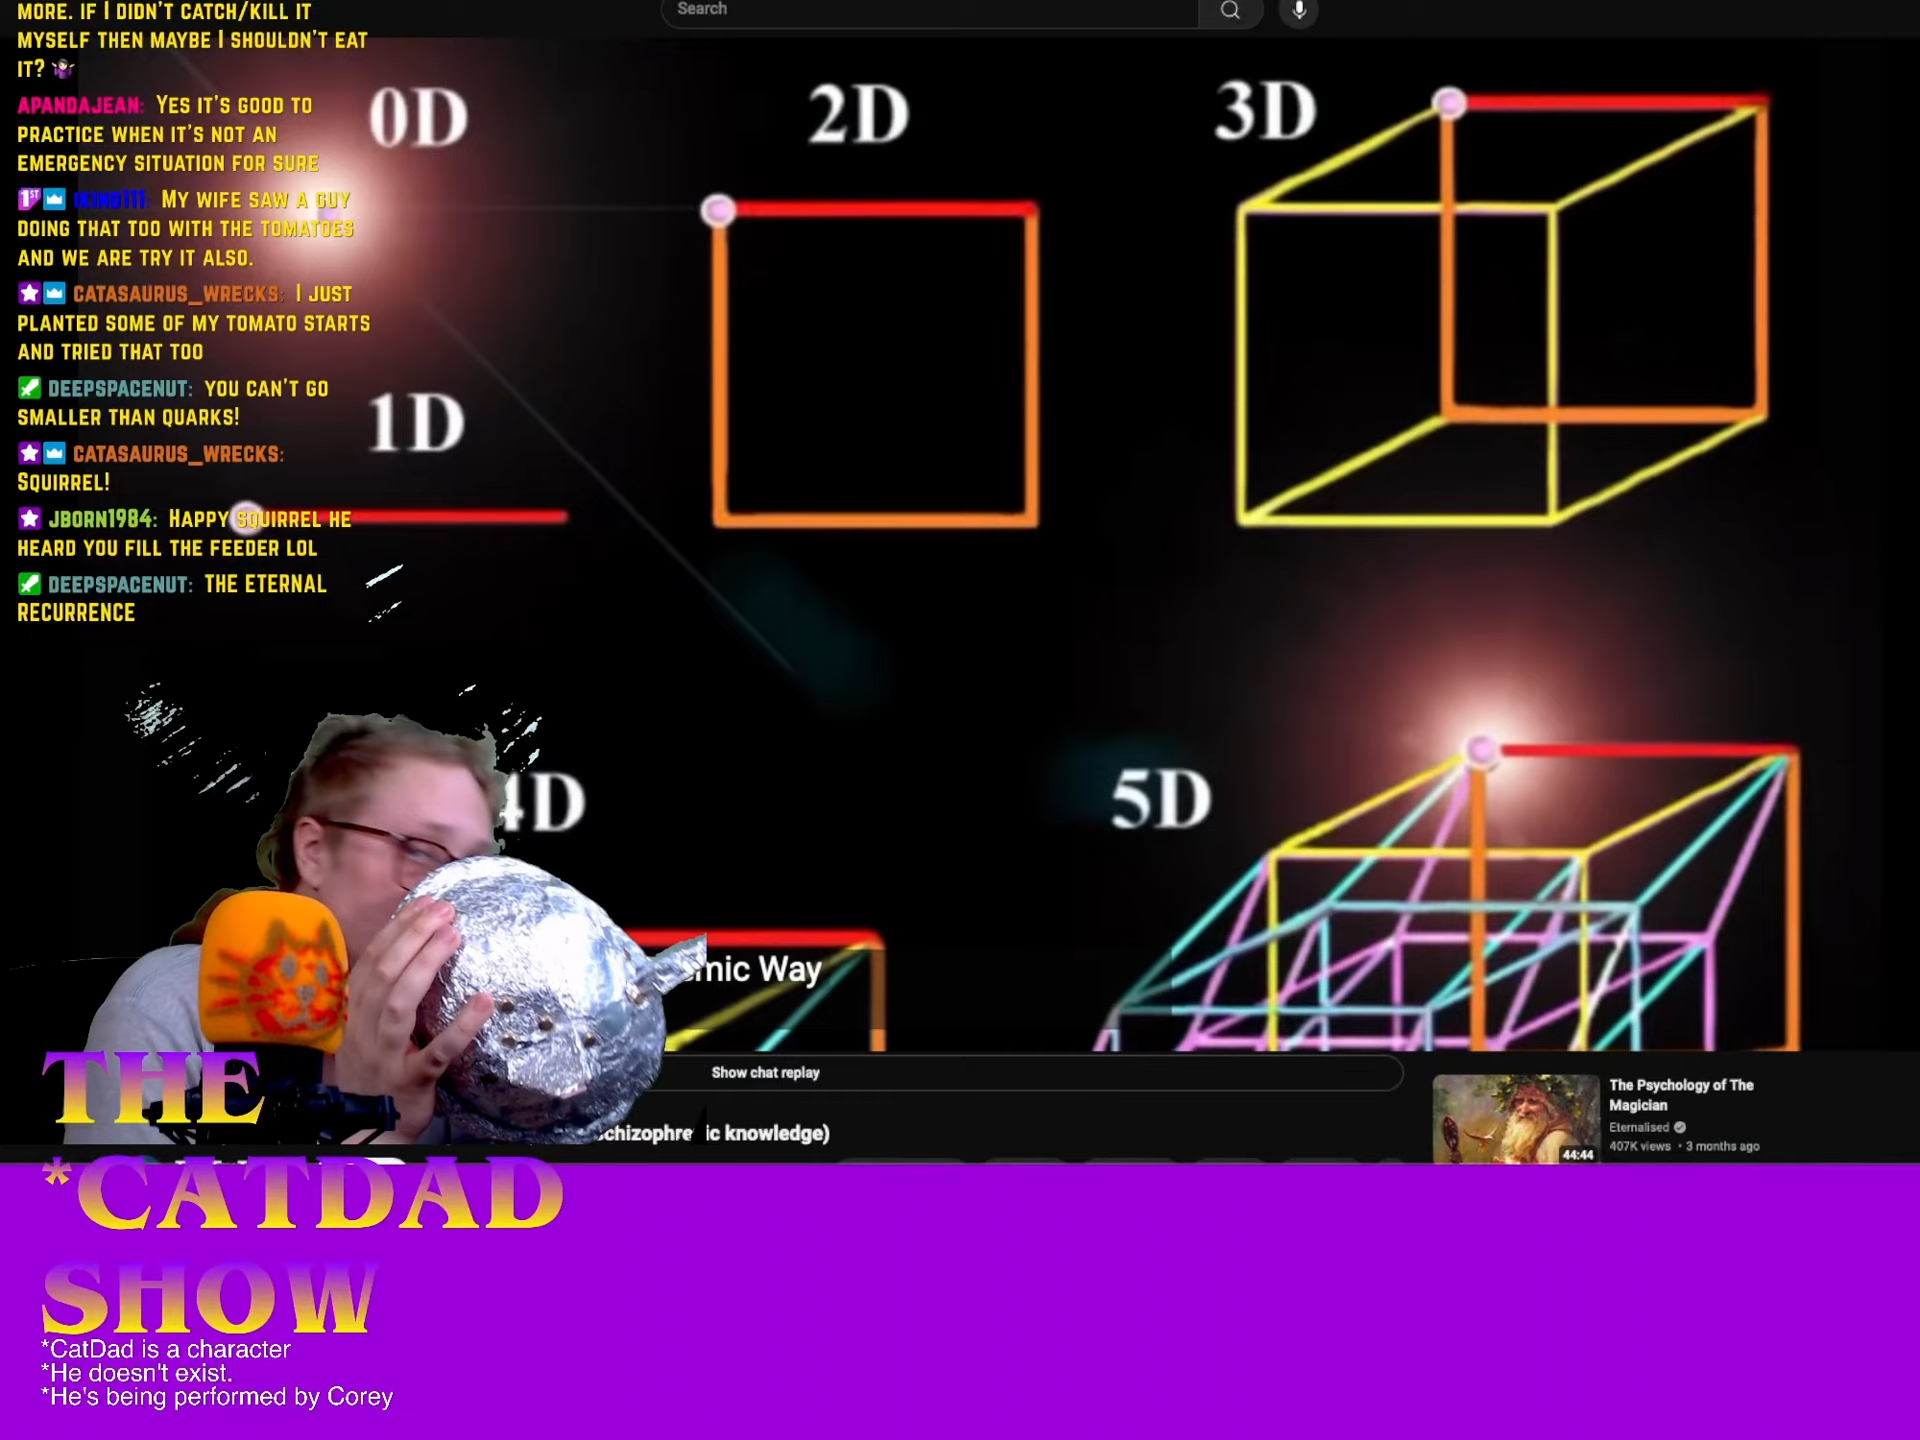 MORE. IF I DIDN'T CATCH/KILL IT
MYSELF THEN MAYBE I SHOULDN'T EAT
IT?
APANDAJEAN: YES IT'S GOOD TO
PRACTICE WHEN IT'S NOT AN
EMERGENCY SITUATION FOR SURE
1ST IKIND111: MY WIFE SAW A GUY
DOING THAT TOO WITH THE TOMATOES
AND WE ARE TRY IT ALSO.
CATASAURUS_WRECKS: I JUST
PLANTED SOME OF MY TOMATO STARTS
AND TRIED THAT TOO
DEEPSPACENUT: YOU CAN'T GO
SMALLER THAN QUARKS!
CATASAURUS_WRECKS:
SQUIRREL!
JBORN1984: HAPPY SQUIRREL HE
HEARD YOU FILL THE FEEDER LOL
DEEPSPACENUT: THE ETERNAL
RECURRENCE
Search
0D
2D
3D
1D
4D
5D
mic Way
Show chat replay
chizophre ic knowledge)
The Psychology of The
Magician
Eternalised
407K views • 3 months ago
44:44
THE
*CATDAD
SHOW
*CatDad is a character
*He doesn't exist.
*He's being performed by Corey